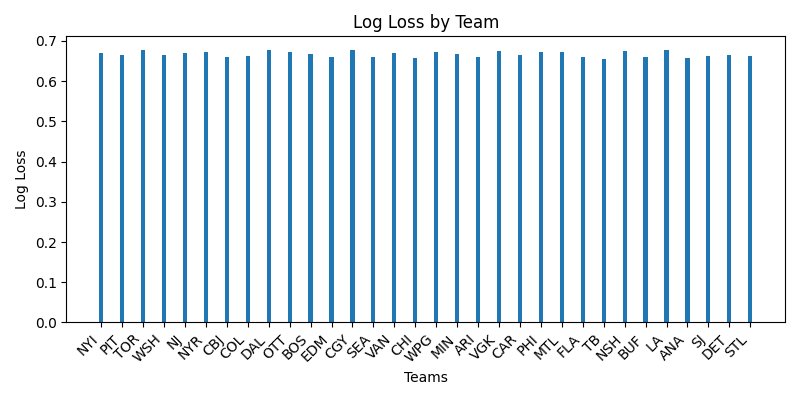 Log Loss by Team
Log Loss
0.7
0.6
0.5
0.4
0.3
0.2
0.1
0.0
NYI PIT TOR WSH NJ NYR CBJ COL DAL OTT BOS EDM CGY SEA VAN CHI WPG MIN ARI VGK CAR PHI MTL FLA TB NSH BUF LA ANA SJ DET STL
Teams